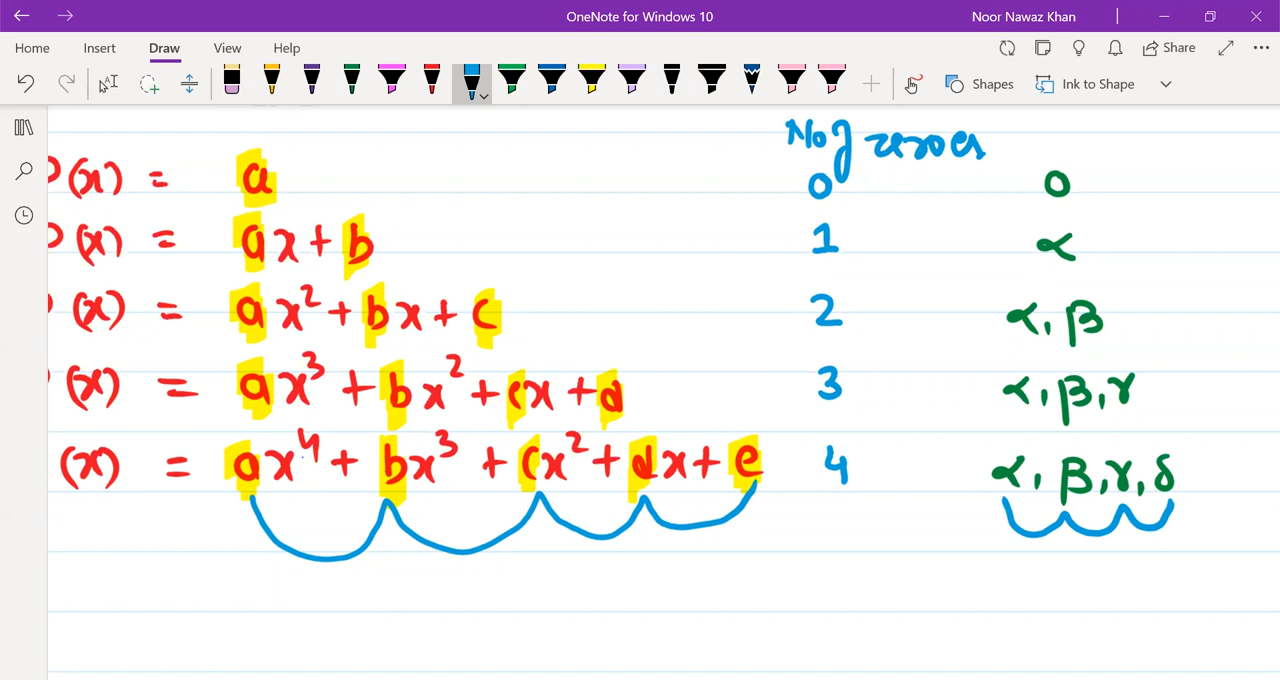 OneNote for Windows 10
Noor Nawaz Khan
Home Insert Draw View Help
Share
Shapes Ink to Shape
No of zeroes
P(x) = a 0 0
P(x) = ax + b 1 α
(x) = ax² + bx + c 2 α, β
(x) = ax³ + bx² + cx + d 3 α, β, γ
(x) = ax⁴ + bx³ + cx² + dx + e 4 α, β, γ, δ